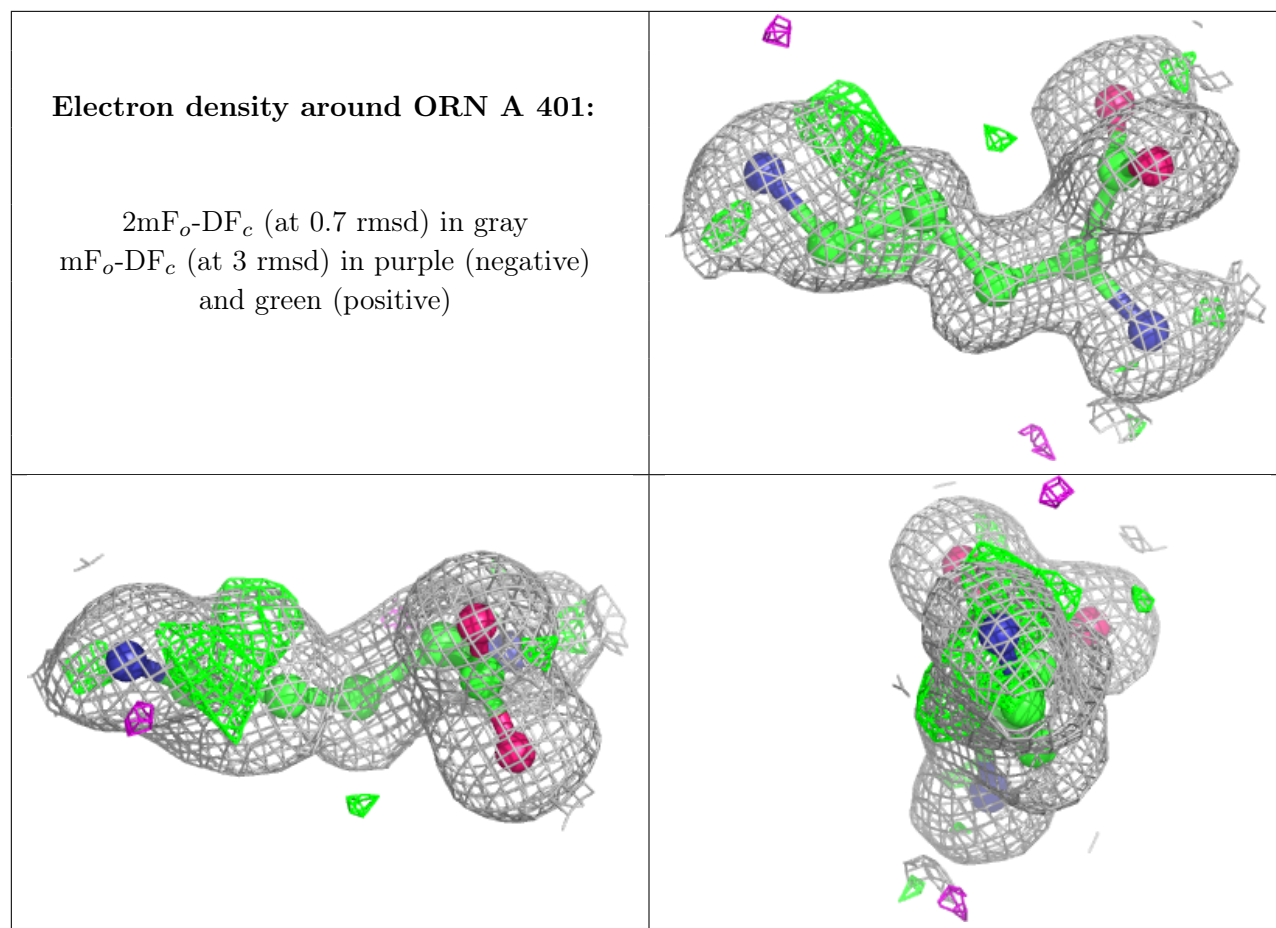 Electron density around ORN A 401:
2mFₒ-DF𝒸 (at 0.7 rmsd) in gray
mFₒ-DF𝒸 (at 3 rmsd) in purple (negative)
and green (positive)